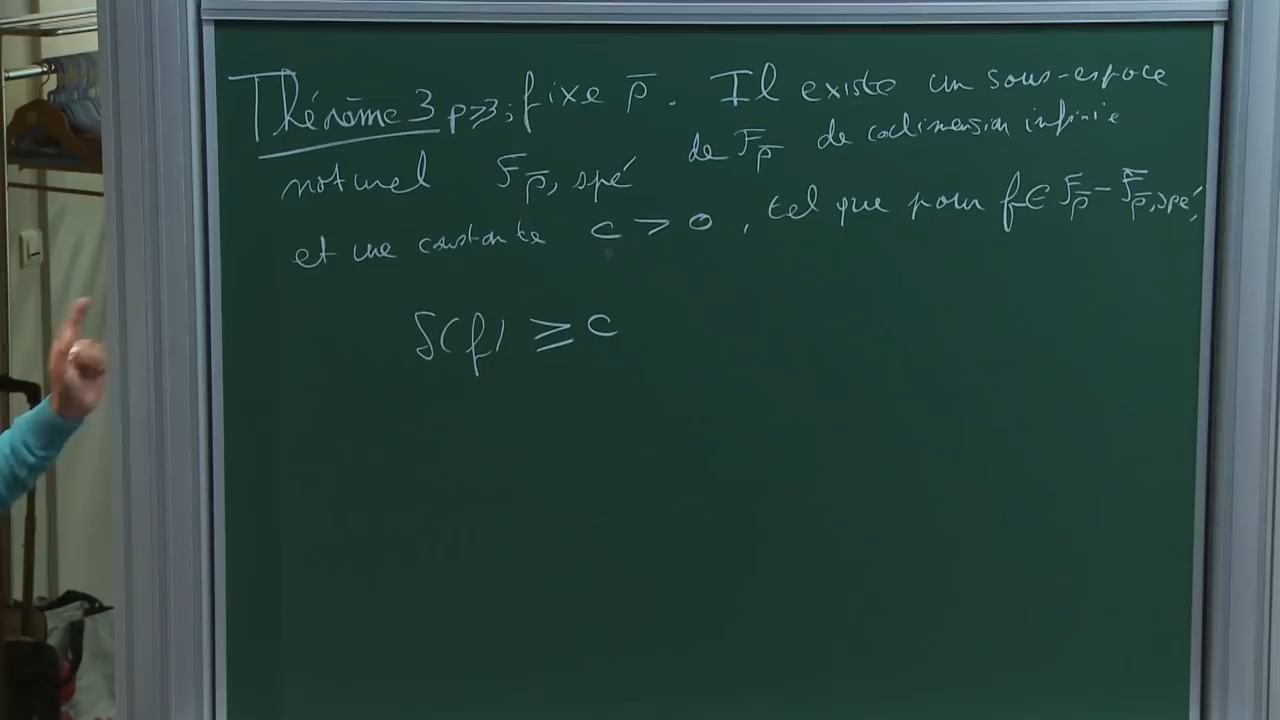 Théorème 3 p≥3; fixe p̄. Il existe un sous-espace
naturel F_p̄, spé de F_p̄ de codimension infinie
et une constante c > 0, tel que pour f ∈ F_p̄ - F_p̄,spé,
δ(f) ≥ c